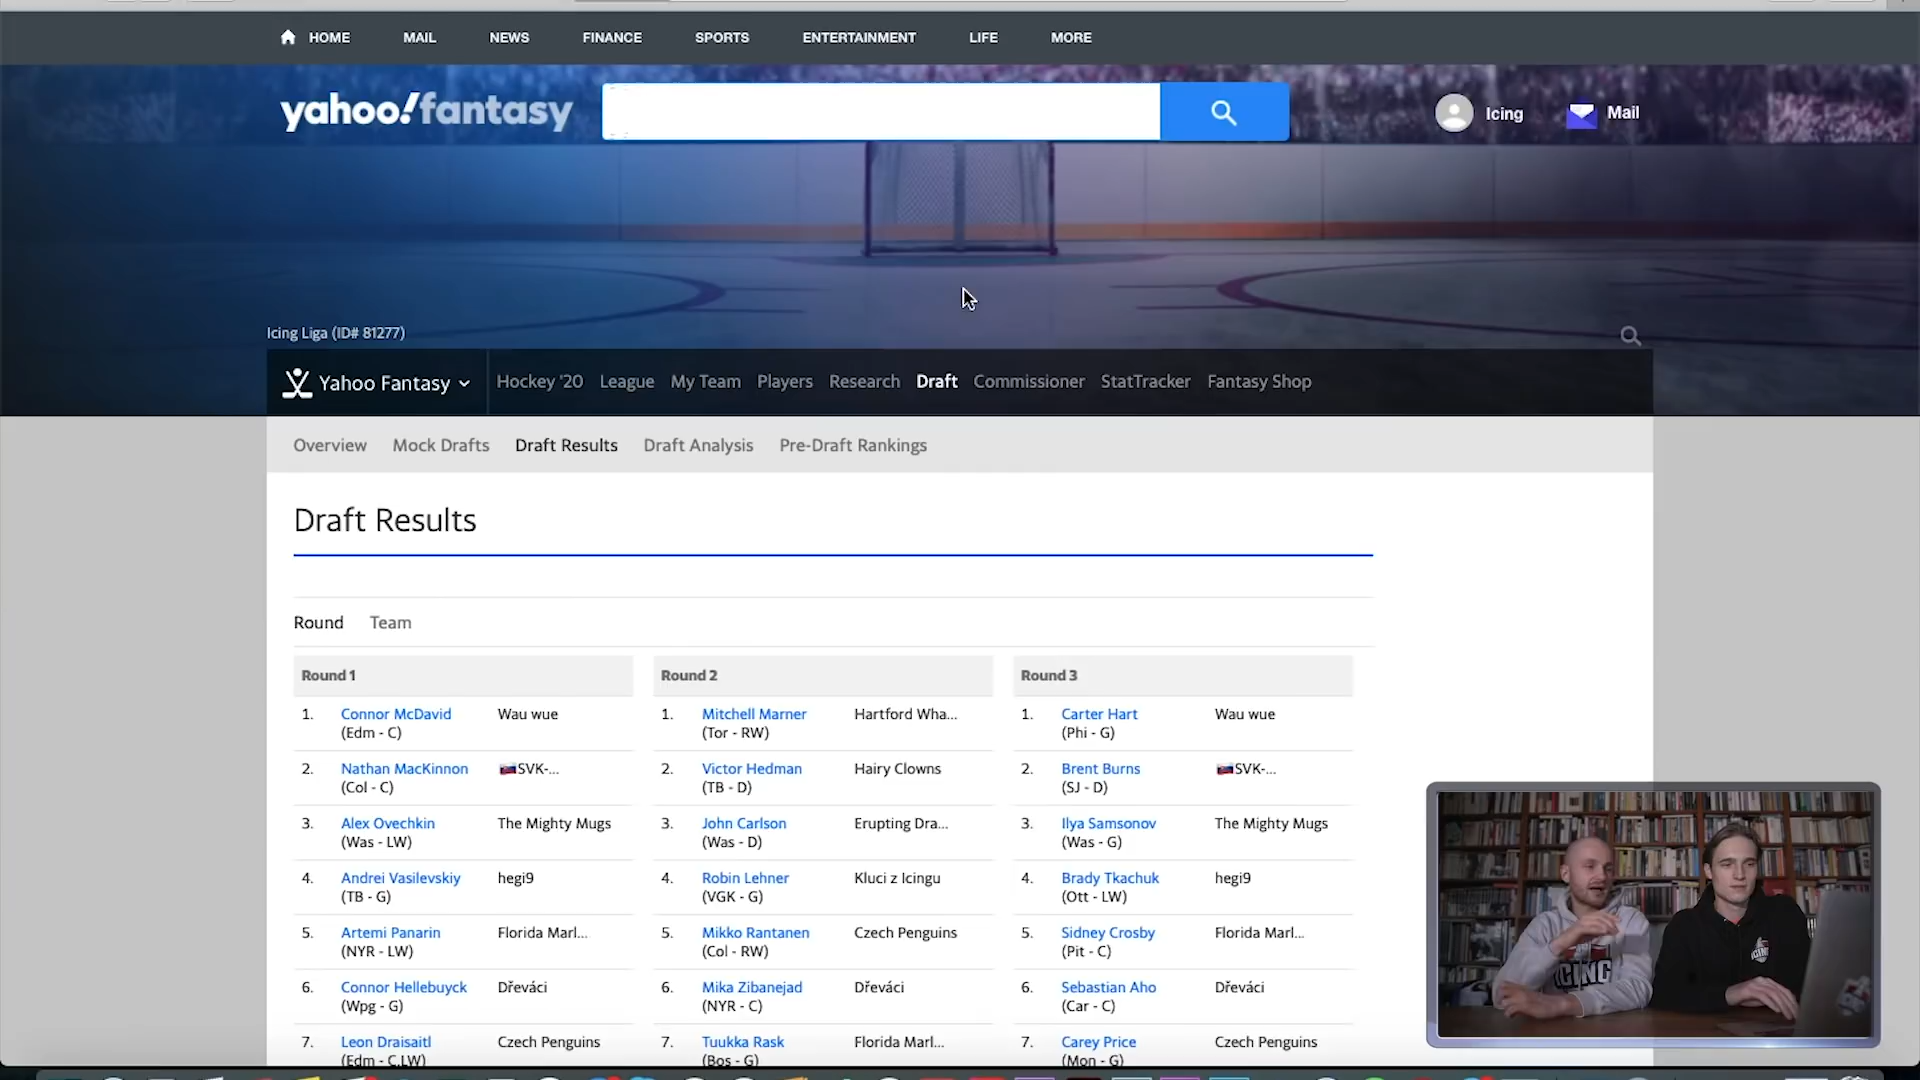 HOME MAIL NEWS FINANCE SPORTS ENTERTAINMENT LIFE MORE
yahoo!fantasy
Icing Mail
Icing Liga (ID# 81277)
Yahoo Fantasy Hockey '20 League My Team Players Research Draft Commissioner StatTracker Fantasy Shop
Overview Mock Drafts Draft Results Draft Analysis Pre-Draft Rankings
Draft Results
Round Team
Round 1 Round 2 Round 3
1. Connor McDavid Wau wue 1. Mitchell Marner Hartford Wha... 1. Carter Hart Wau wue
(Edm - C) (Tor - RW) (Phi - G)
2. Nathan MacKinnon 🇸🇰SVK-... 2. Victor Hedman Hairy Clowns 2. Brent Burns 🇸🇰SVK-...
(Col - C) (TB - D) (SJ - D)
3. Alex Ovechkin The Mighty Mugs 3. John Carlson Erupting Dra... 3. Ilya Samsonov The Mighty Mugs
(Was - LW) (Was - D) (Was - G)
4. Andrei Vasilevskiy hegi9 4. Robin Lehner Kluci z Icingu 4. Brady Tkachuk hegi9
(TB - G) (VGK - G) (Ott - LW)
5. Artemi Panarin Florida Marl... 5. Mikko Rantanen Czech Penguins 5. Sidney Crosby Florida Marl...
(NYR - LW) (Col - RW) (Pit - C)
6. Connor Hellebuyck Dřeváci 6. Mika Zibanejad Dřeváci 6. Sebastian Aho Dřeváci
(Wpg - G) (NYR - C) (Car - C)
7. Leon Draisaitl Czech Penguins 7. Tuukka Rask Florida Marl... 7. Carey Price Czech Penguins
(Edm - C,LW) (Bos - G) (Mon - G)
ICING
ICING